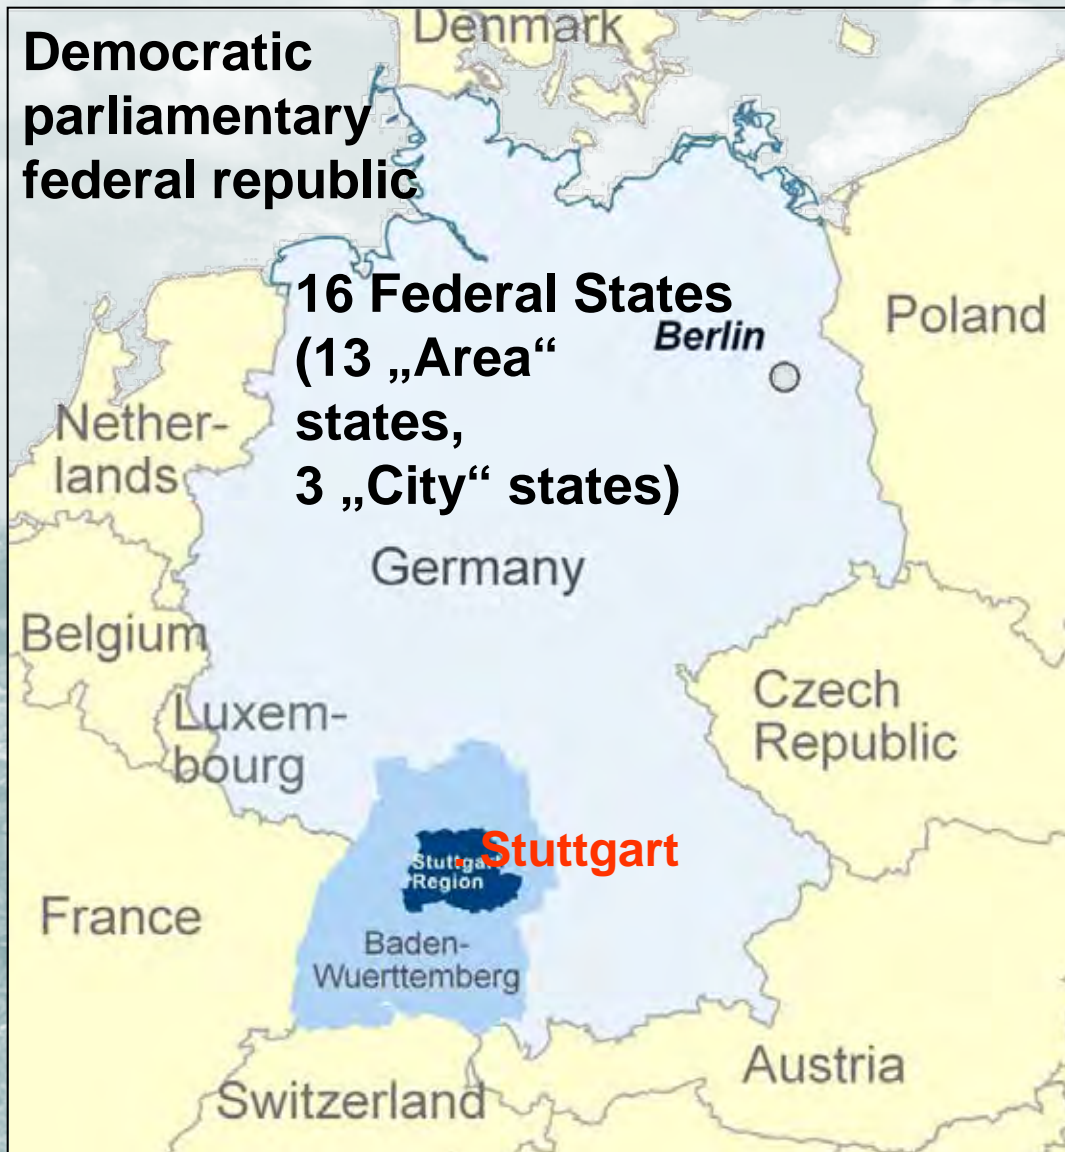 Denmark
Democratic
parliamentary
federal republic
16 Federal States
(13 „Area“
states,
3 „City“ states)
Berlin
Poland
Nether-
lands
Germany
Belgium
Luxem-
bourg
Czech
Republic
Stuttgart
Stuttgart
Region
France
Baden-
Wuerttemberg
Austria
Switzerland